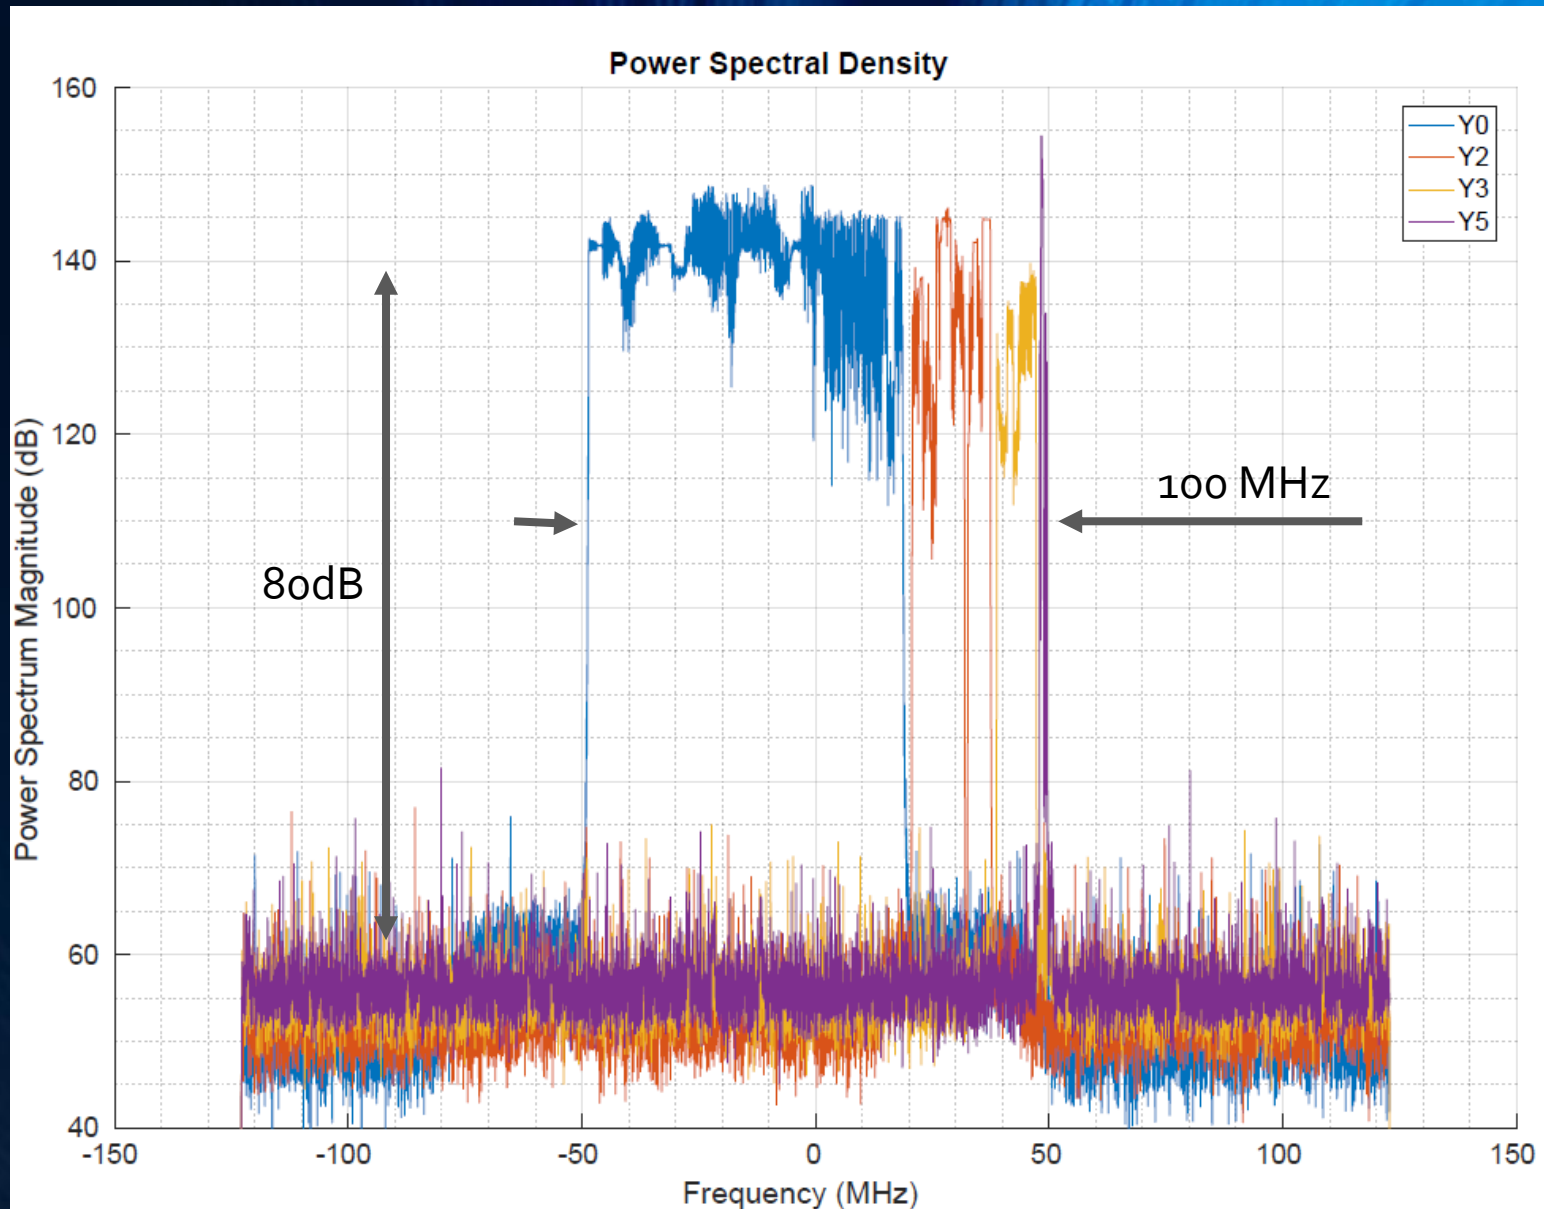 Power Spectral Density
160
140
120
100
80
60
40
Power Spectrum Magnitude (dB)
Y0
Y2
Y3
Y5
100 MHz
80dB
-150
-100
-50
0
50
100
150
Frequency (MHz)